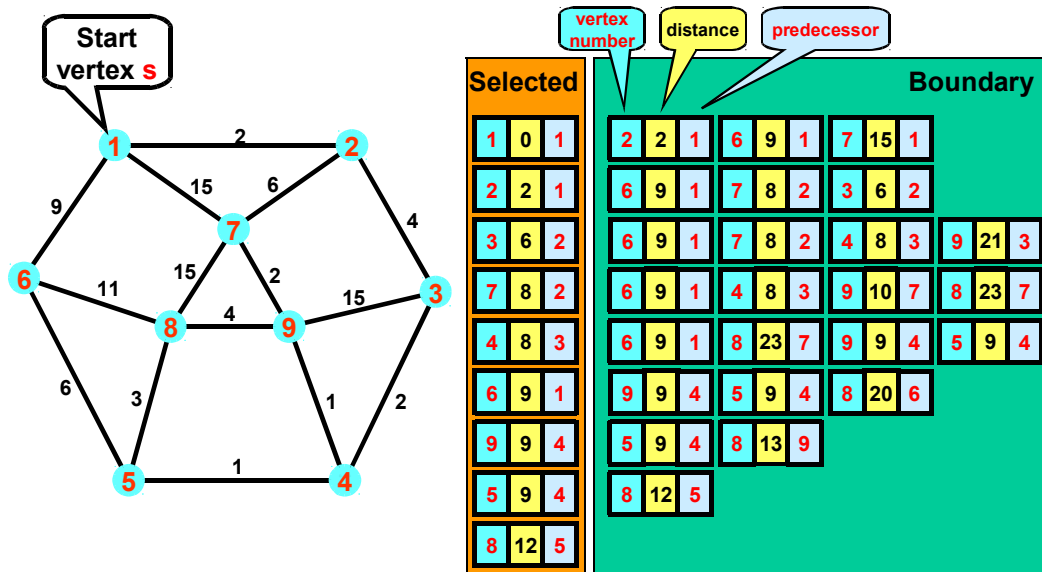 Start
vertex s
vertex
number
distance
predecessor
Selected
Boundary
1 2 2
15 6
9 4
7
6 15 2 15 3
11
8 4 9
6 3 1 2
5 1 4
1 0 1 2 2 1 6 9 1 7 15 1
2 2 1 6 9 1 7 8 2 3 6 2
3 6 2 6 9 1 7 8 2 4 8 3 9 21 3
7 8 2 6 9 1 4 8 3 9 10 7 8 23 7
4 8 3 6 9 1 8 23 7 9 9 4 5 9 4
6 9 1 9 9 4 5 9 4 8 20 6
9 9 4 5 9 4 8 13 9
5 9 4 8 12 5
8 12 5